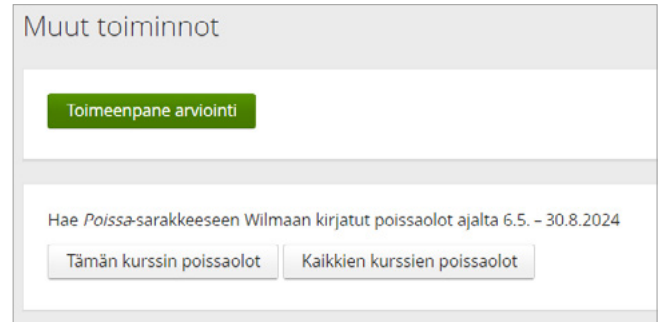 Muut toiminnot
Toimeenpane arviointi
Hae Poissa-sarakkeeseen Wilmaan kirjatut poissaolot ajalta 6.5. – 30.8.2024
Tämän kurssin poissaolot
Kaikkien kurssien poissaolot